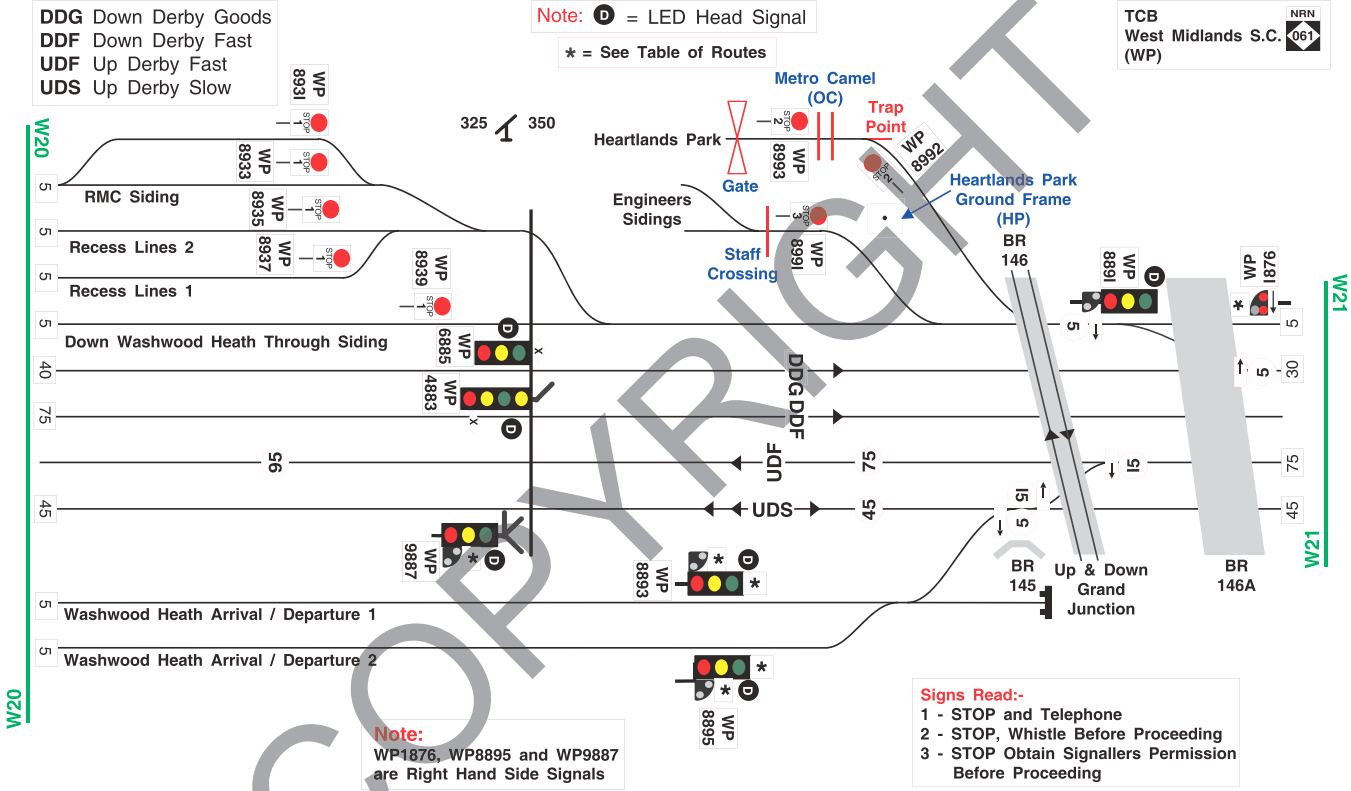 DDG Down Derby Goods
DDF Down Derby Fast
UDF Up Derby Fast
UDS Up Derby Slow
Note: D = LED Head Signal
* = See Table of Routes
TCB
West Midlands S.C.
(WP)
NRN
061
W20
W20
W21
W21
WP
8931
1
STOP
WP
8933
1
STOP
WP
8935
1
STOP
WP
8937
1
STOP
WP
8939
1
STOP
325
350
Metro Camel
(OC)
Trap
Point
Heartlands Park
2
STOP
WP
8993
WP
8992
STOP
2
Gate
Engineers
Sidings
3
STOP
WP
8991
Staff
Crossing
Heartlands Park
Ground Frame
(HP)
BR
146
5
RMC Siding
5
Recess Lines 2
5
Recess Lines 1
5
Down Washwood Heath Through Siding
40
75
95
45
5
Washwood Heath Arrival / Departure 1
5
Washwood Heath Arrival / Departure 2
D
6885
WP
x
4883
WP
x
D
DDG
DDF
UDF
75
UDS
45
8891
WP
D
WP
1876
*
5
5
5
30
75
45
15
15
5
9887
WP
*
D
8893
WP
*
D
*
*
*
D
8895
WP
BR
145
Up & Down
Grand
Junction
BR
146A
Note:
WP1876, WP8895 and WP9887
are Right Hand Side Signals
Signs Read:-
1 - STOP and Telephone
2 - STOP, Whistle Before Proceeding
3 - STOP Obtain Signallers Permission
Before Proceeding
COPYRIGHT